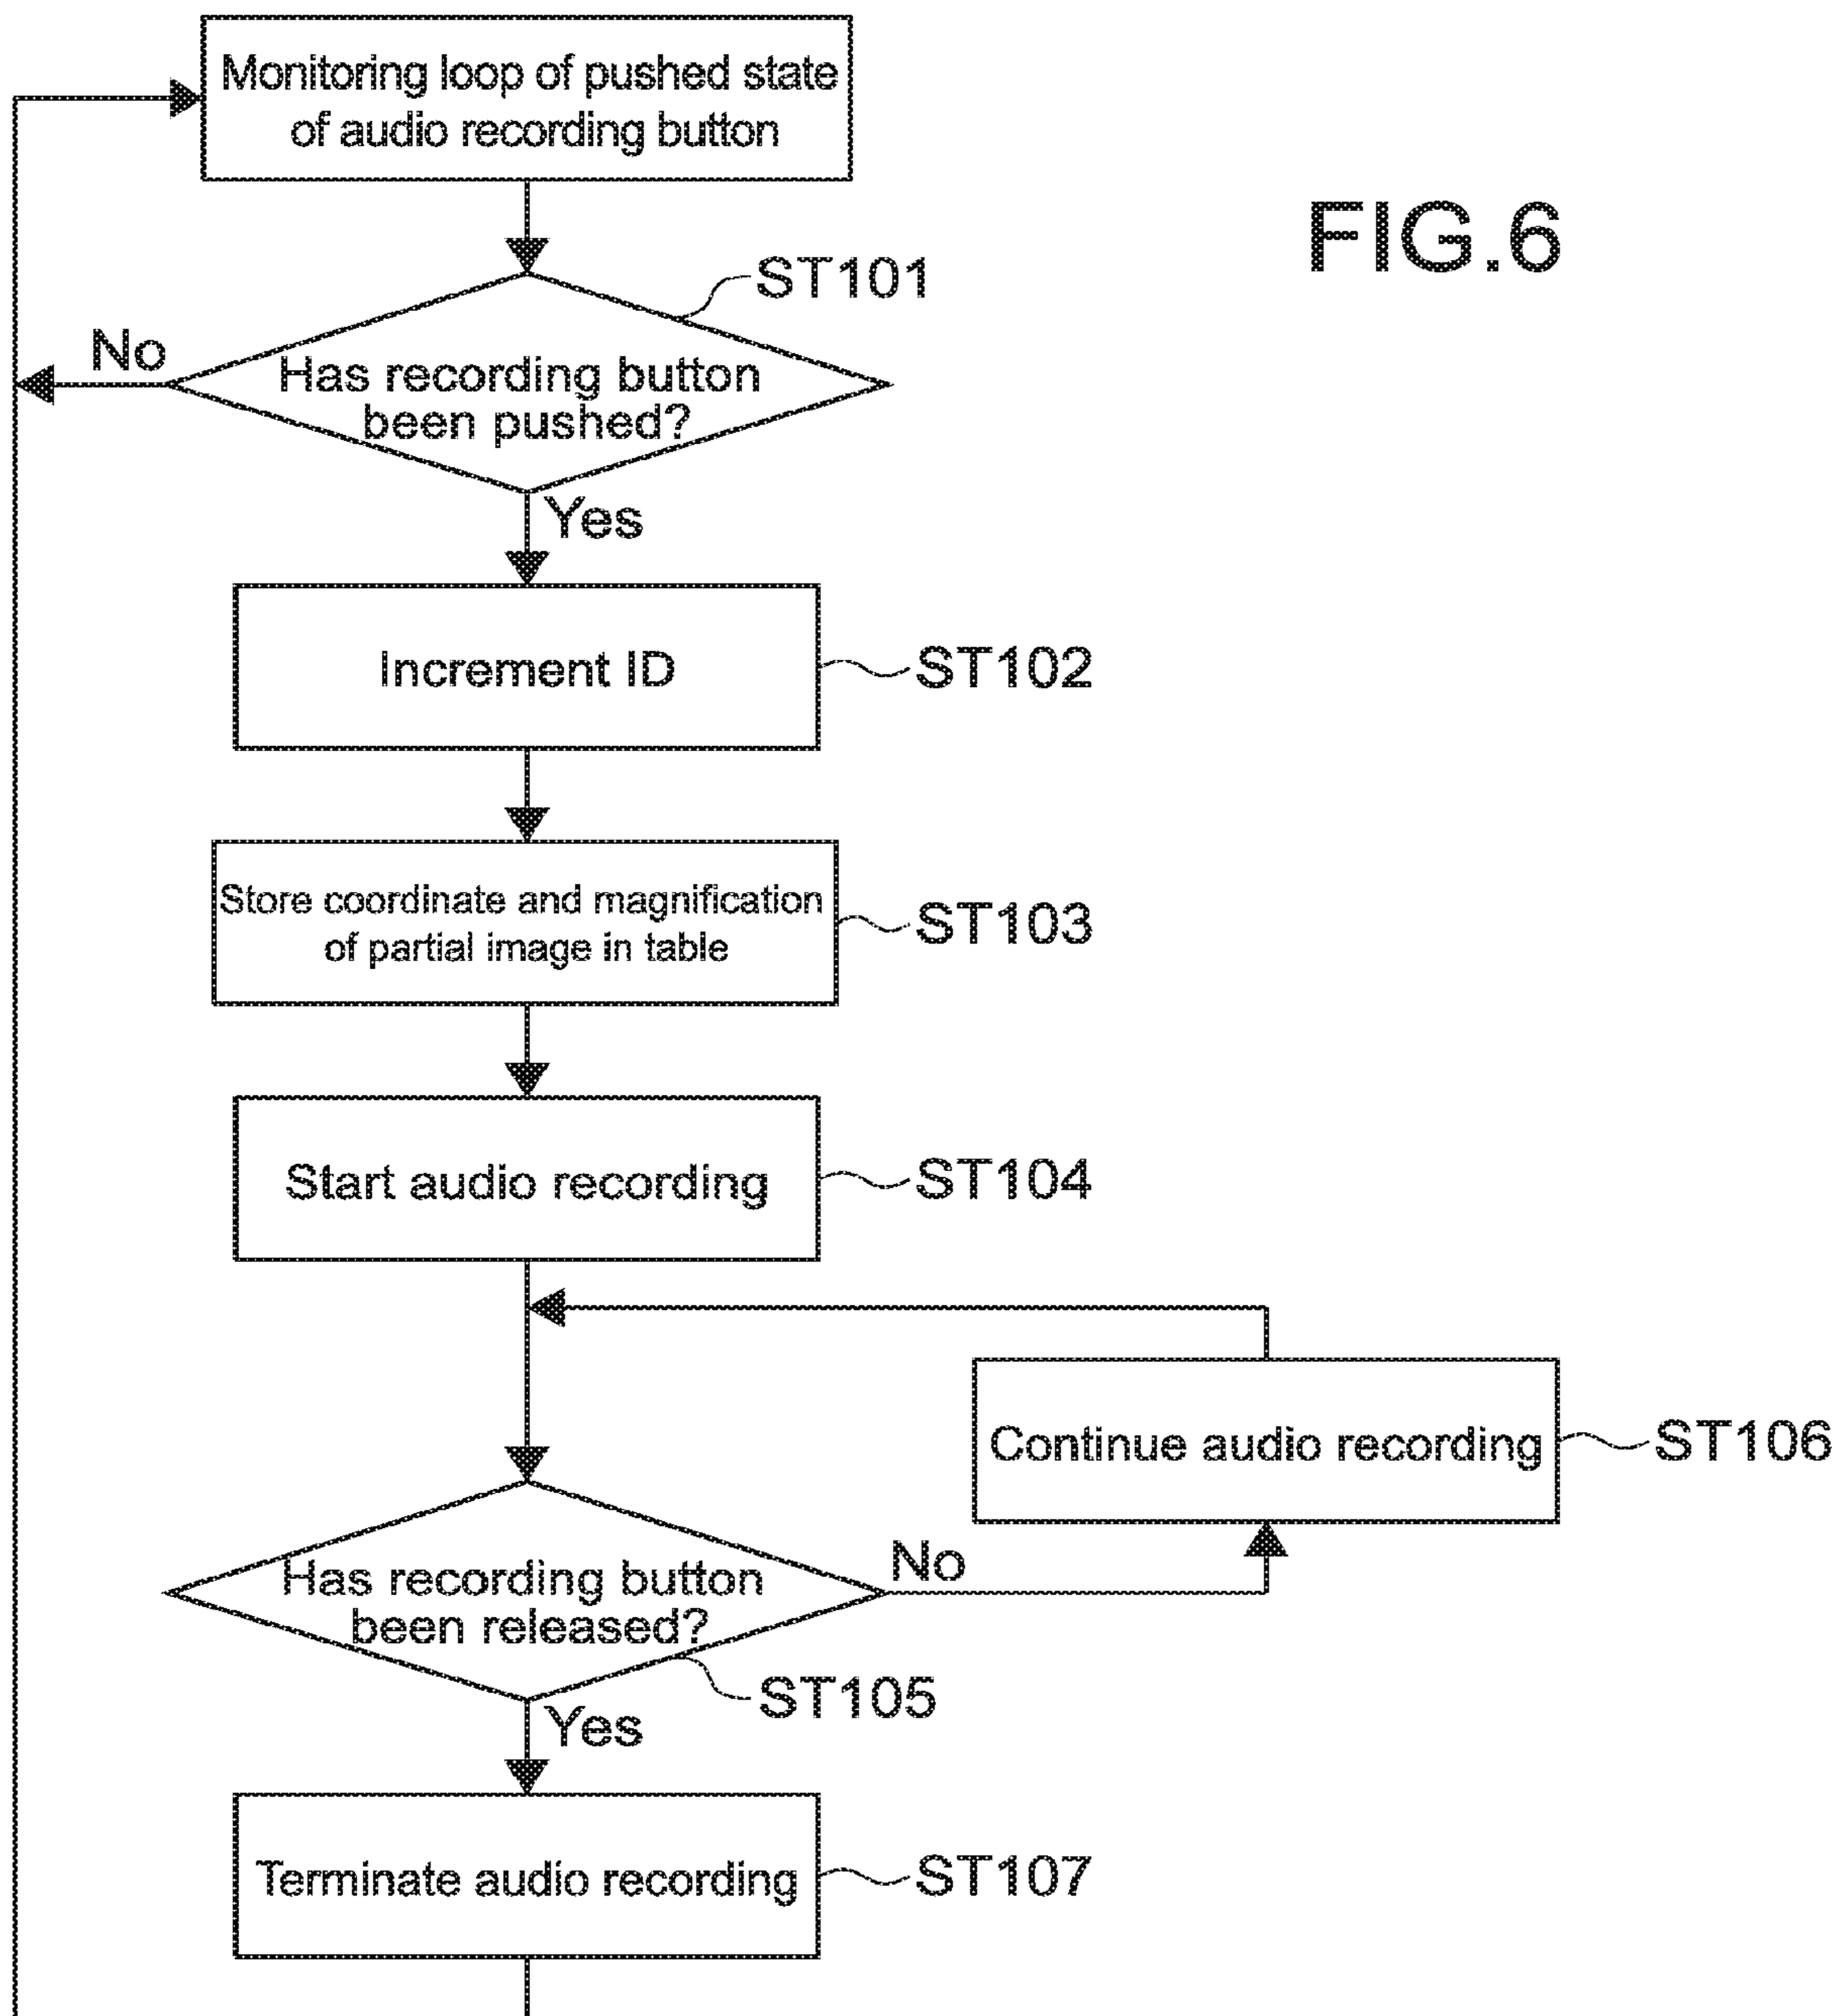 Monitoring loop of pushed state
of audio recording button
FIG.6
ST101
No
Has recording button
been pushed?
Yes
Increment ID
ST102
Store coordinate and magnification
of partial image in table
ST103
Start audio recording
ST104
Continue audio recording
ST106
Has recording button
been released?
No
ST105
Yes
Terminate audio recording
ST107